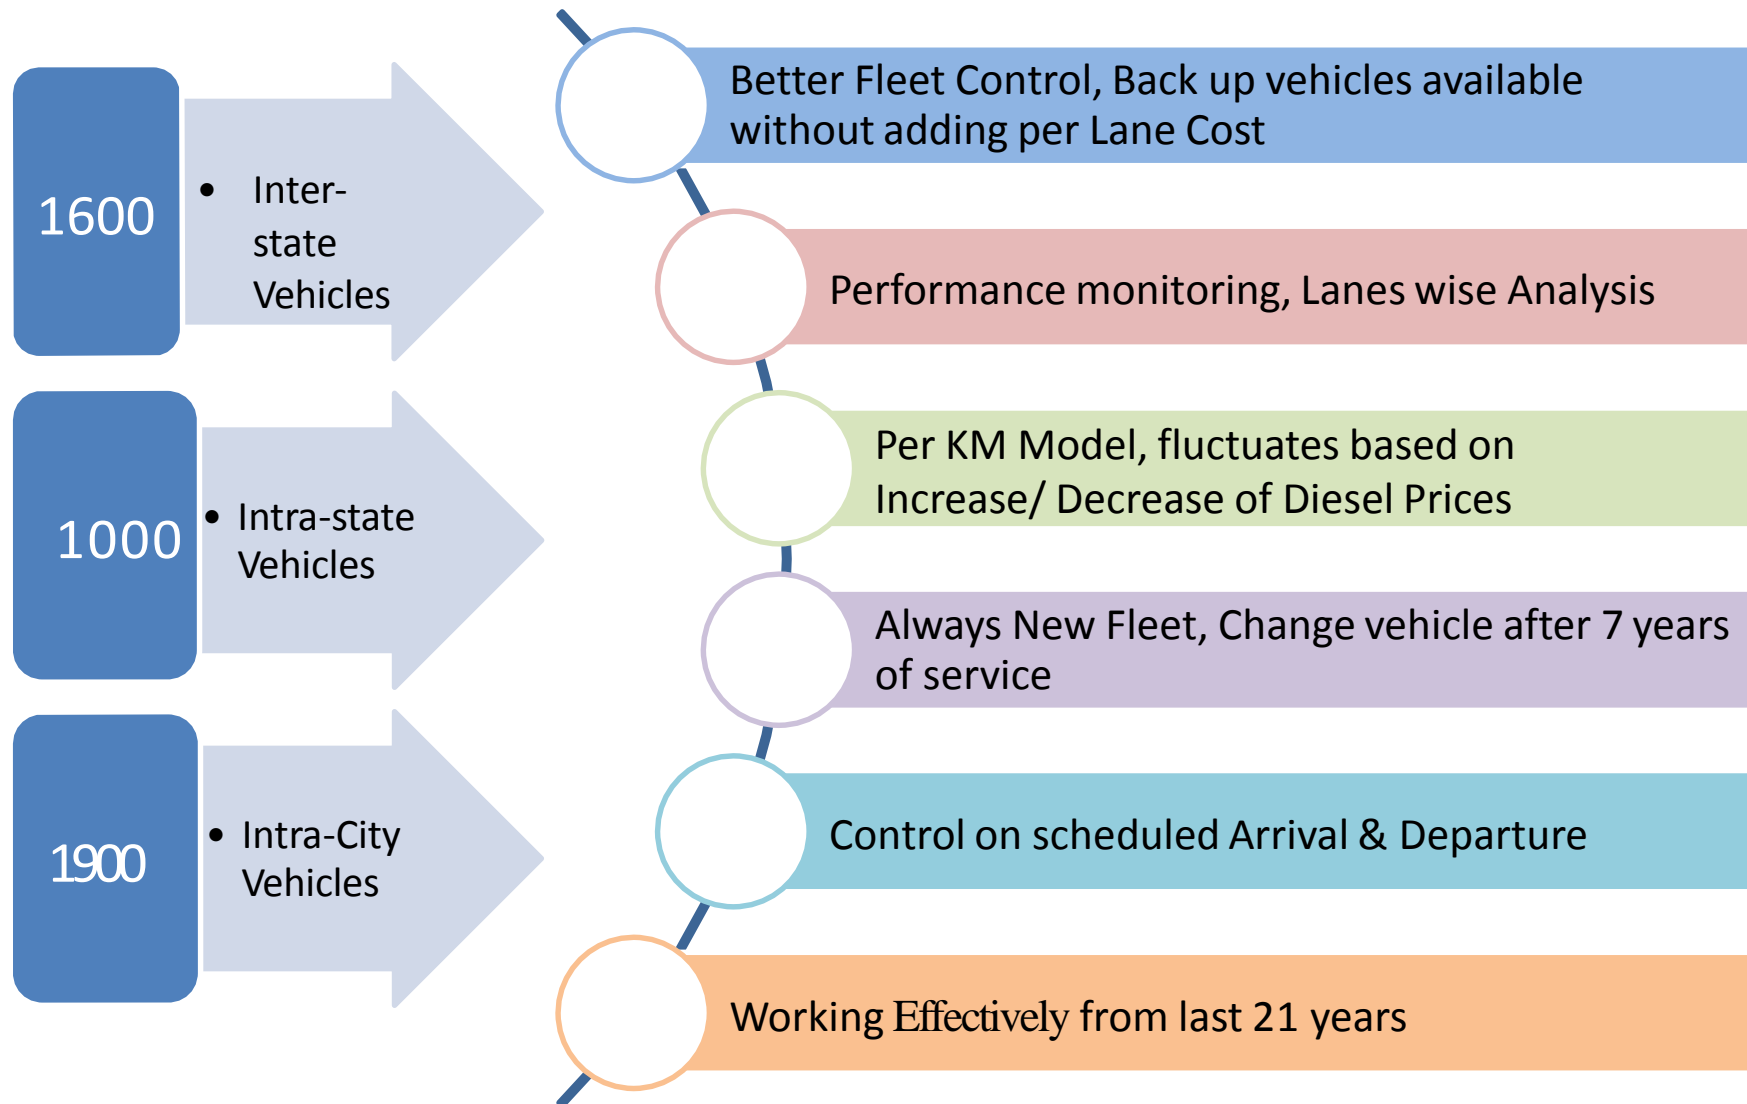 1600
• Inter-
state
Vehicles
1000
• Intra-state
Vehicles
1900
• Intra-City
Vehicles
Better Fleet Control, Back up vehicles available
without adding per Lane Cost
Performance monitoring, Lanes wise Analysis
Per KM Model, fluctuates based on
Increase/ Decrease of Diesel Prices
Always New Fleet, Change vehicle after 7 years
of service
Control on scheduled Arrival & Departure
Working Effectively from last 21 years